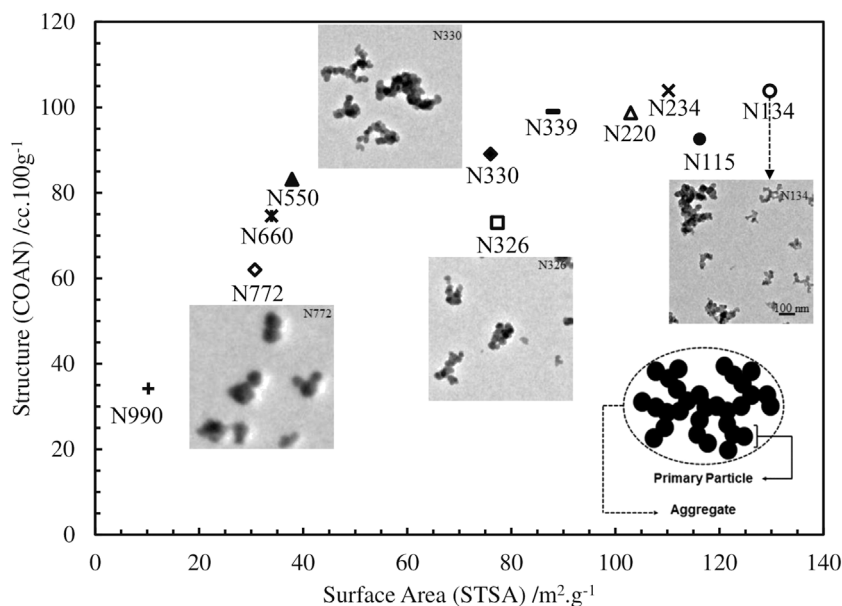 120
100
80
60
40
20
0
Structure (COAN) /cc.100g-1
0
20
40
60
80
100
120
140
Surface Area (STSA) /m².g-1
N330
N234
N134
N339
N220
N115
N330
N550
N134
N660
N326
N326
N772
100 nm
N772
N990
Primary Particle
Aggregate